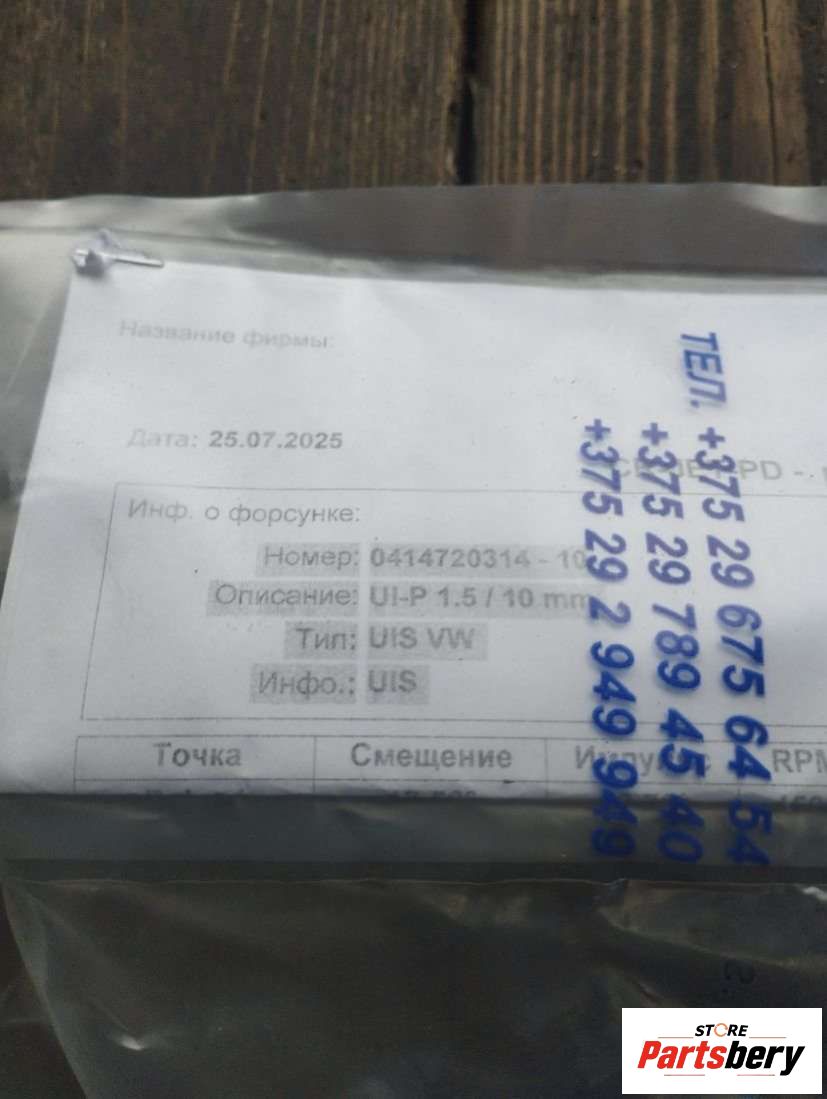 Название фирмы:
Дата: 25.07.2025
Инф. о форсунке:
Номер: 0414720314 - 10
Описание: UI-P 1.5 / 10 mm
Тип: UIS VW
Инфо.: UIS
Точка Смещение RPM
ТЕЛ. +375 29 675 64 54
+375 29 789 45 40
+375 29 2 949 949
STORE
Partsbery